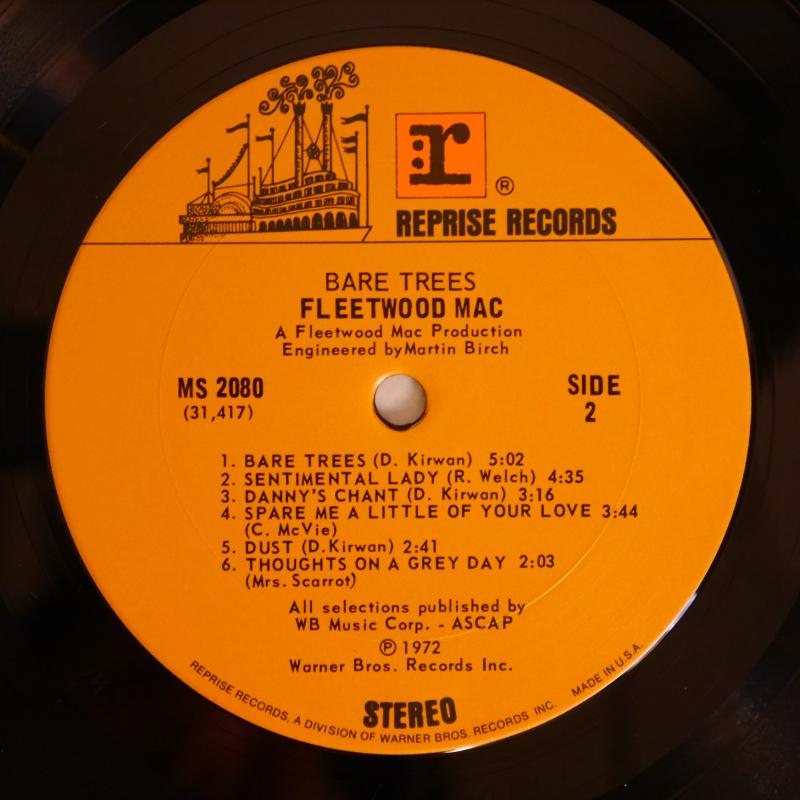 r ®
REPRISE RECORDS
BARE TREES
FLEETWOOD MAC
A Fleetwood Mac Production
Engineered by Martin Birch
MS 2080
(31,417)
SIDE
2
1. BARE TREES (D. Kirwan) 5:02
2. SENTIMENTAL LADY (R. Welch) 4:35
3. DANNY'S CHANT (D. Kirwan) 3:16
4. SPARE ME A LITTLE OF YOUR LOVE 3:44
(C. McVie)
5. DUST (D. Kirwan) 2:41
6. THOUGHTS ON A GREY DAY 2:03
(Mrs. Scarrot)
All selections published by
WB Music Corp. - ASCAP
℗ 1972
Warner Bros. Records Inc.
STEREO
REPRISE RECORDS, A DIVISION OF WARNER BROS. RECORDS INC. MADE IN U.S.A.